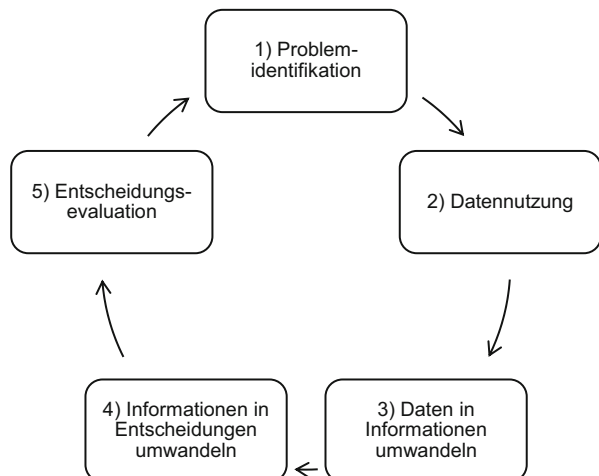 1) Problem-
identifikation
2) Datennutzung
3) Daten in
Informationen
umwandeln
4) Informationen in
Entscheidungen
umwandeln
5) Entscheidungs-
evaluation